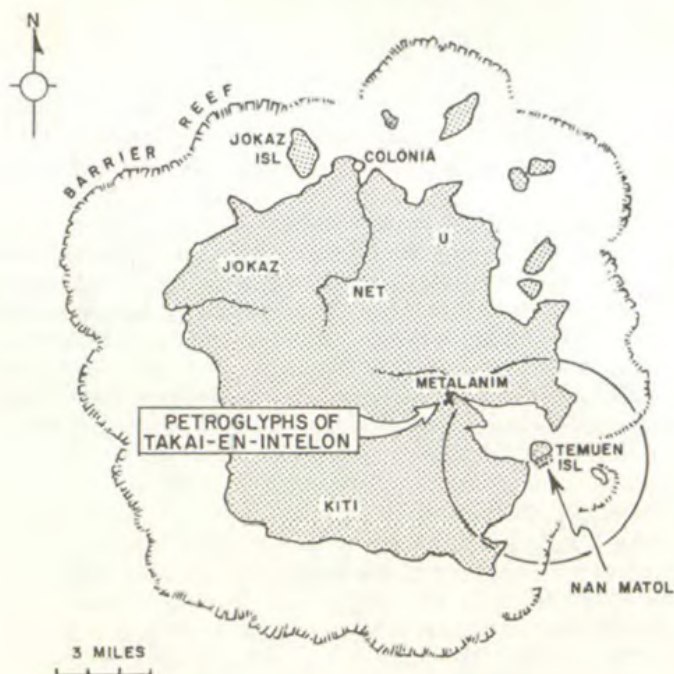 N
BARRIER REEF
JOKAZ
ISL
COLONIA
U
JOKAZ
NET
METALANIM
PETROGLYPHS OF
TAKAI-EN-INTELON
TEMUEN
ISL
KITI
NAN MATOL
3 MILES